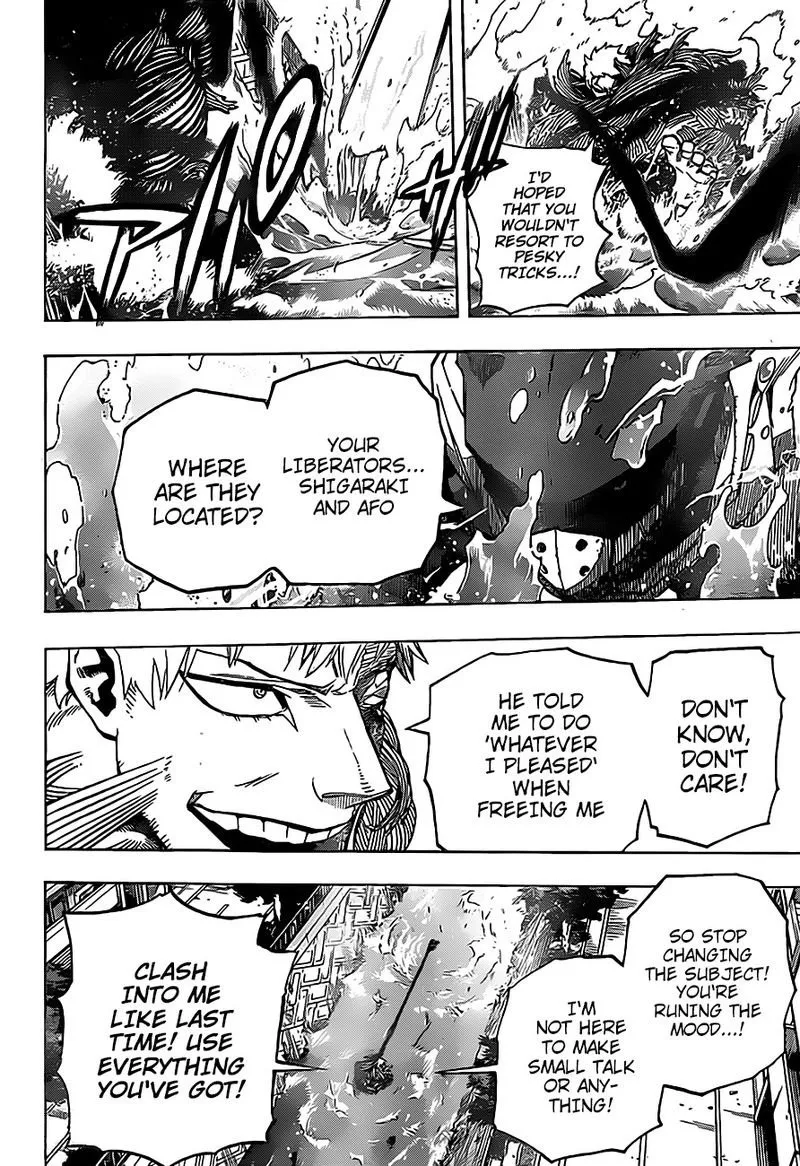 I'D
HOPED
THAT YOU
WOULDN'T
RESORT TO
PESKY
TRICKS...!
YOUR
LIBERATORS...
SHIGARAKI
AND AFO
WHERE
ARE THEY
LOCATED?
DON'T
KNOW,
DON'T
CARE!
HE TOLD
ME TO DO
'WHATEVER
I PLEASED'
WHEN
FREEING ME
SO STOP
CHANGING
THE SUBJECT!
YOU'RE
RUNING THE
MOOD...!
I'M
NOT HERE
TO MAKE
SMALL TALK
OR ANY-
THING!
CLASH
INTO ME
LIKE LAST
TIME! USE
EVERYTHING
YOU'VE GOT!